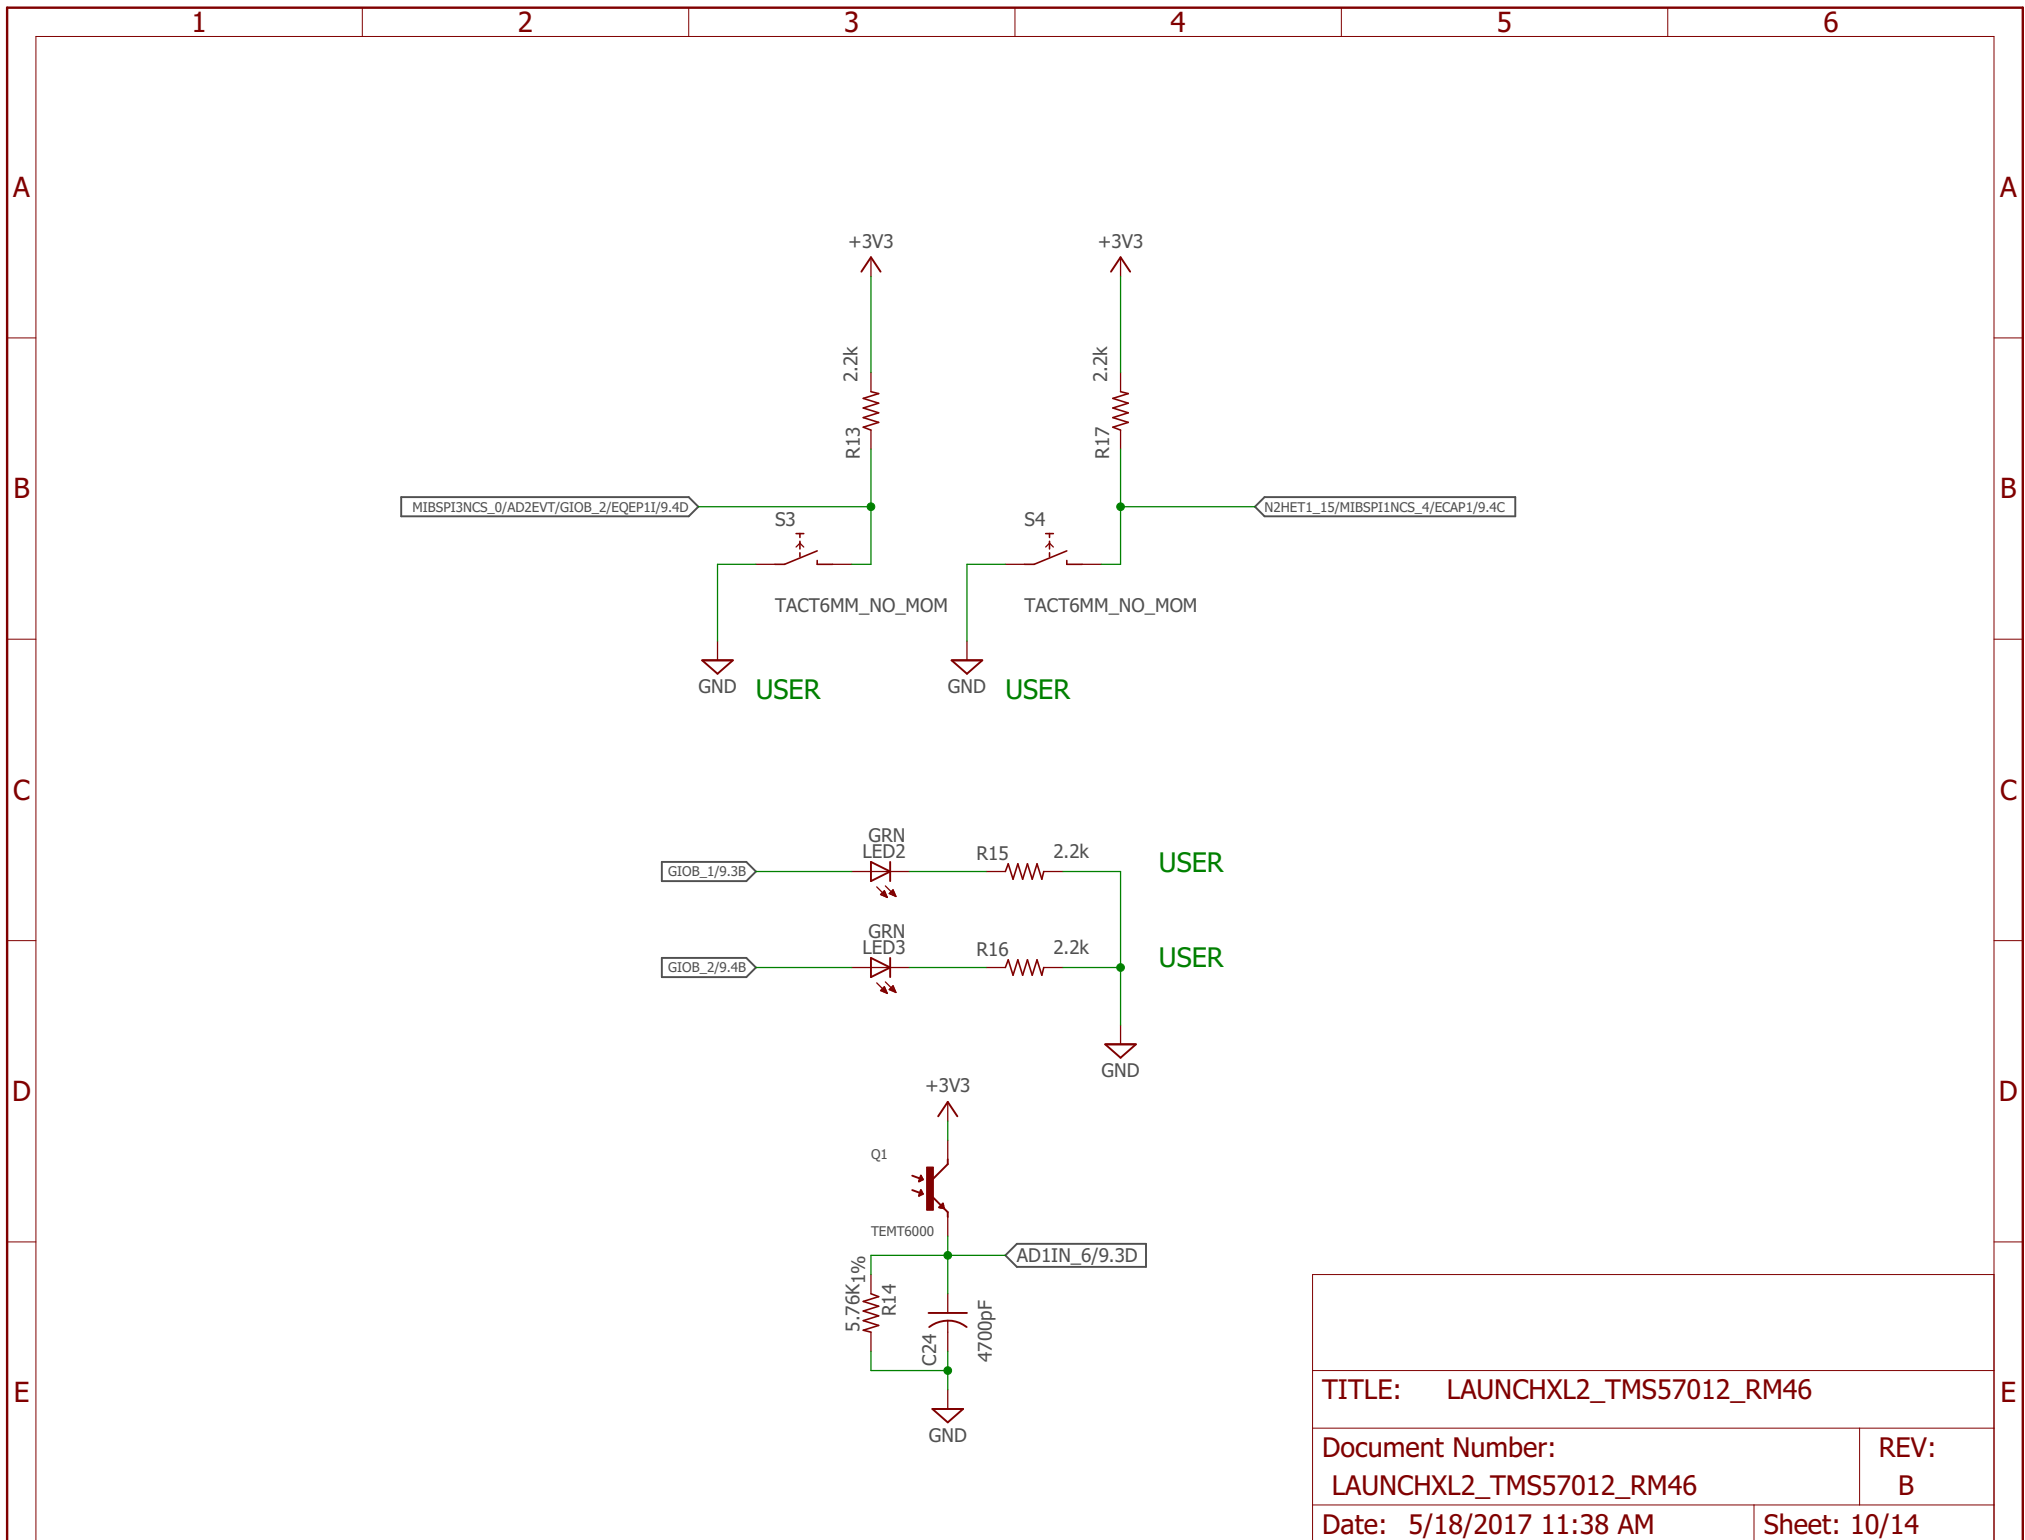 1 2 3 4 5 6
A A
+3V3 +3V3
2.2k 2.2k
R13 R17
B B
MIBSPI3NCS_0/AD2EVT/GIOB_2/EQEP1I/9.4D N2HET1_15/MIBSPI1NCS_4/ECAP1/9.4C
S3 S4
TACT6MM_NO_MOM TACT6MM_NO_MOM
GND USER GND USER
C C
GRN
LED2 R15 2.2k USER
GIOB_1/9.3B
GRN
LED3 R16 2.2k USER
GIOB_2/9.4B
GND
D D
+3V3
Q1
TEMT6000
AD1IN_6/9.3D
5.76K 1%
R14
C24
4700pF
GND
E E
TITLE: LAUNCHXL2_TMS57012_RM46
Document Number: REV:
LAUNCHXL2_TMS57012_RM46 B
Date: 5/18/2017 11:38 AM Sheet: 10/14